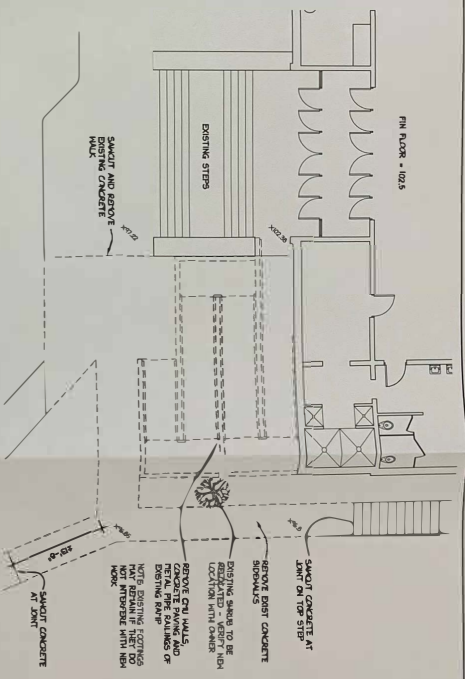 FIN FLOOR = 102.5
EXISTING STEPS
SAWCUT AND REMOVE
EXISTING CONCRETE
WALK
SAWCUT CONCRETE AT
JOINT ON TOP STEP
REMOVE EXIST CONCRETE
SIDEWALKS
EXISTING SHRUB TO BE
RELOCATED - VERIFY NEW
LOCATION WITH OWNER
REMOVE CMU WALLS,
CONCRETE PAVING AND
METAL PIPE RAILINGS OF
EXISTING RAMP
NOTE: EXISTING FOOTINGS
MAY REMAIN IF THEY DO
NOT INTERFERE WITH NEW
WORK
SAWCUT CONCRETE
AT JOINT